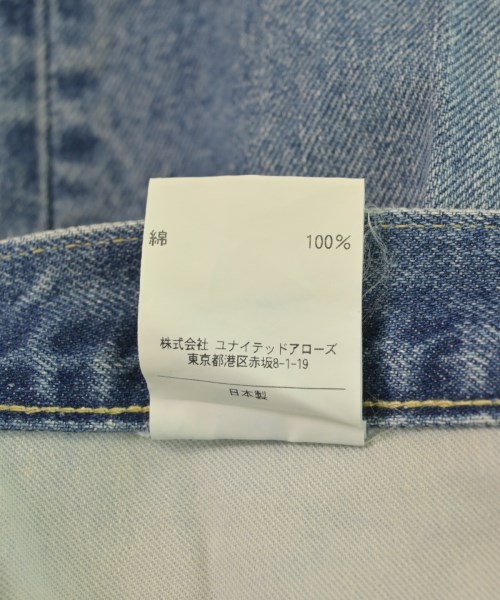 綿 100%
株式会社 ユナイテッドアローズ
東京都港区赤坂8-1-19
日本製